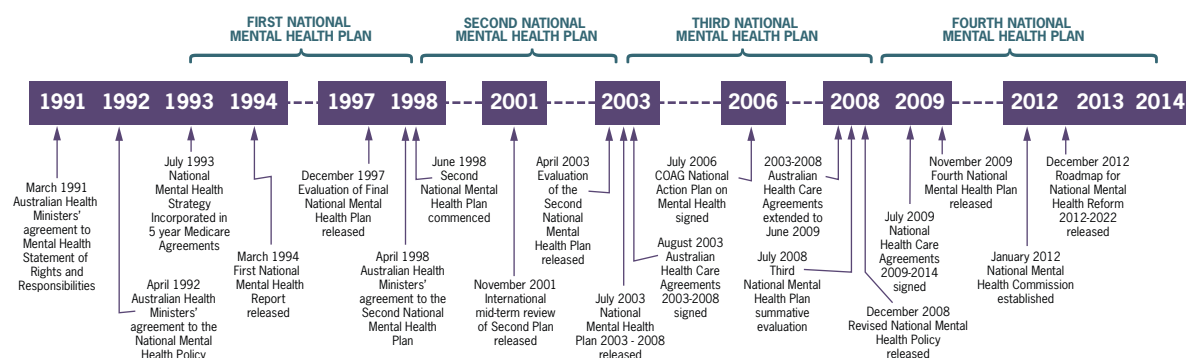 FIRST NATIONAL
MENTAL HEALTH PLAN
SECOND NATIONAL
MENTAL HEALTH PLAN
THIRD NATIONAL
MENTAL HEALTH PLAN
FOURTH NATIONAL
MENTAL HEALTH PLAN
1991 1992 1993 1994 1997 1998 2001 2003 2006 2008 2009 2012 2013 2014
March 1991
Australian Health
Ministers'
agreement to
Mental Health
Statement of
Rights and
Responsibilities
April 1992
Australian Health
Ministers'
agreement to the
National Mental
Health Policy
July 1993
National
Mental Health
Strategy
Incorporated in
5 year Medicare
Agreements
March 1994
First National
Mental Health
Report
released
December 1997
Evaluation of Final
National Mental
Health Plan
released
April 1998
Australian Health
Ministers'
agreement to the
Second National
Mental Health
Plan
June 1998
Second
National Mental
Health Plan
commenced
November 2001
International
mid-term review
of Second Plan
released
April 2003
Evaluation
of the
Second
National
Mental
Health Plan
released
July 2003
National
Mental Health
Plan 2003 - 2008
released
August 2003
Australian
Health Care
Agreements
2003-2008
signed
July 2006
COAG National
Action Plan on
Mental Health
signed
2003-2008
Australian
Health Care
Agreements
extended to
June 2009
July 2008
Third
National Mental
Health Plan
summative
evaluation
December 2008
Revised National Mental
Health Policy
released
July 2009
National
Health Care
Agreements
2009-2014
signed
November 2009
Fourth National
Mental Health Plan
released
January 2012
National Mental
Health Commission
established
December 2012
Roadmap for
National Mental
Health Reform
2012-2022
released